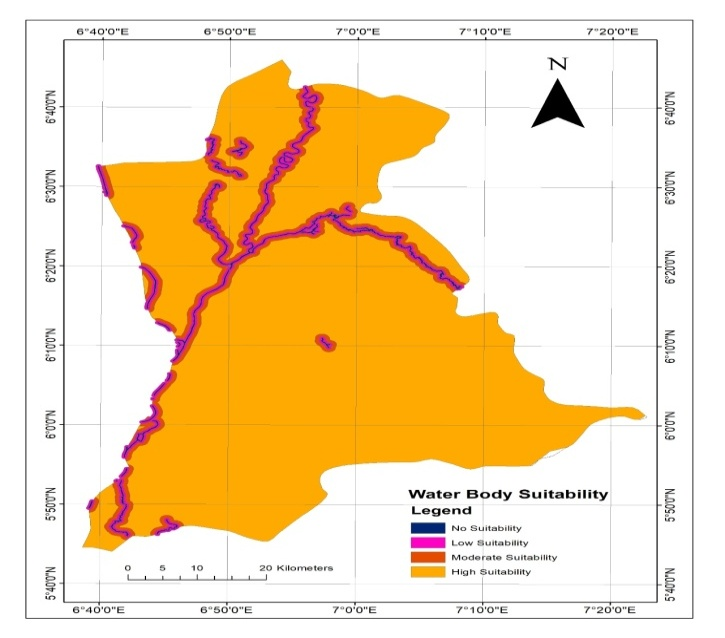 6°40'0"E 6°50'0"E 7°0'0"E 7°10'0"E 7°20'0"E
N
6°40'0"N 6°40'0"N
6°30'0"N 6°30'0"N
6°20'0"N 6°20'0"N
6°10'0"N 6°10'0"N
6°0'0"N 6°0'0"N
5°50'0"N 5°50'0"N
5°40'0"N 5°40'0"N
Water Body Suitability
Legend
No Suitability
Low Suitability
Moderate Suitability
High Suitability
0 5 10 20 Kilometers
6°40'0"E 6°50'0"E 7°0'0"E 7°10'0"E 7°20'0"E